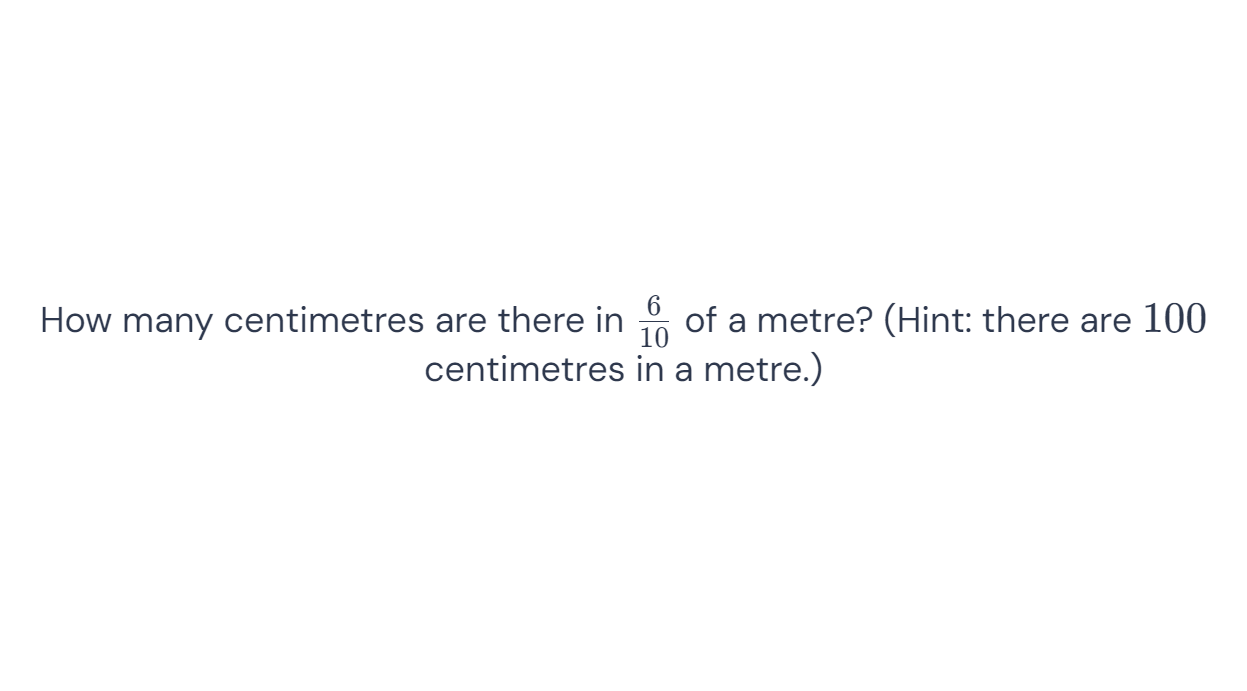 How many centimetres are there in $\frac{6}{10}$ of a metre? (Hint: there are 100
centimetres in a metre.)